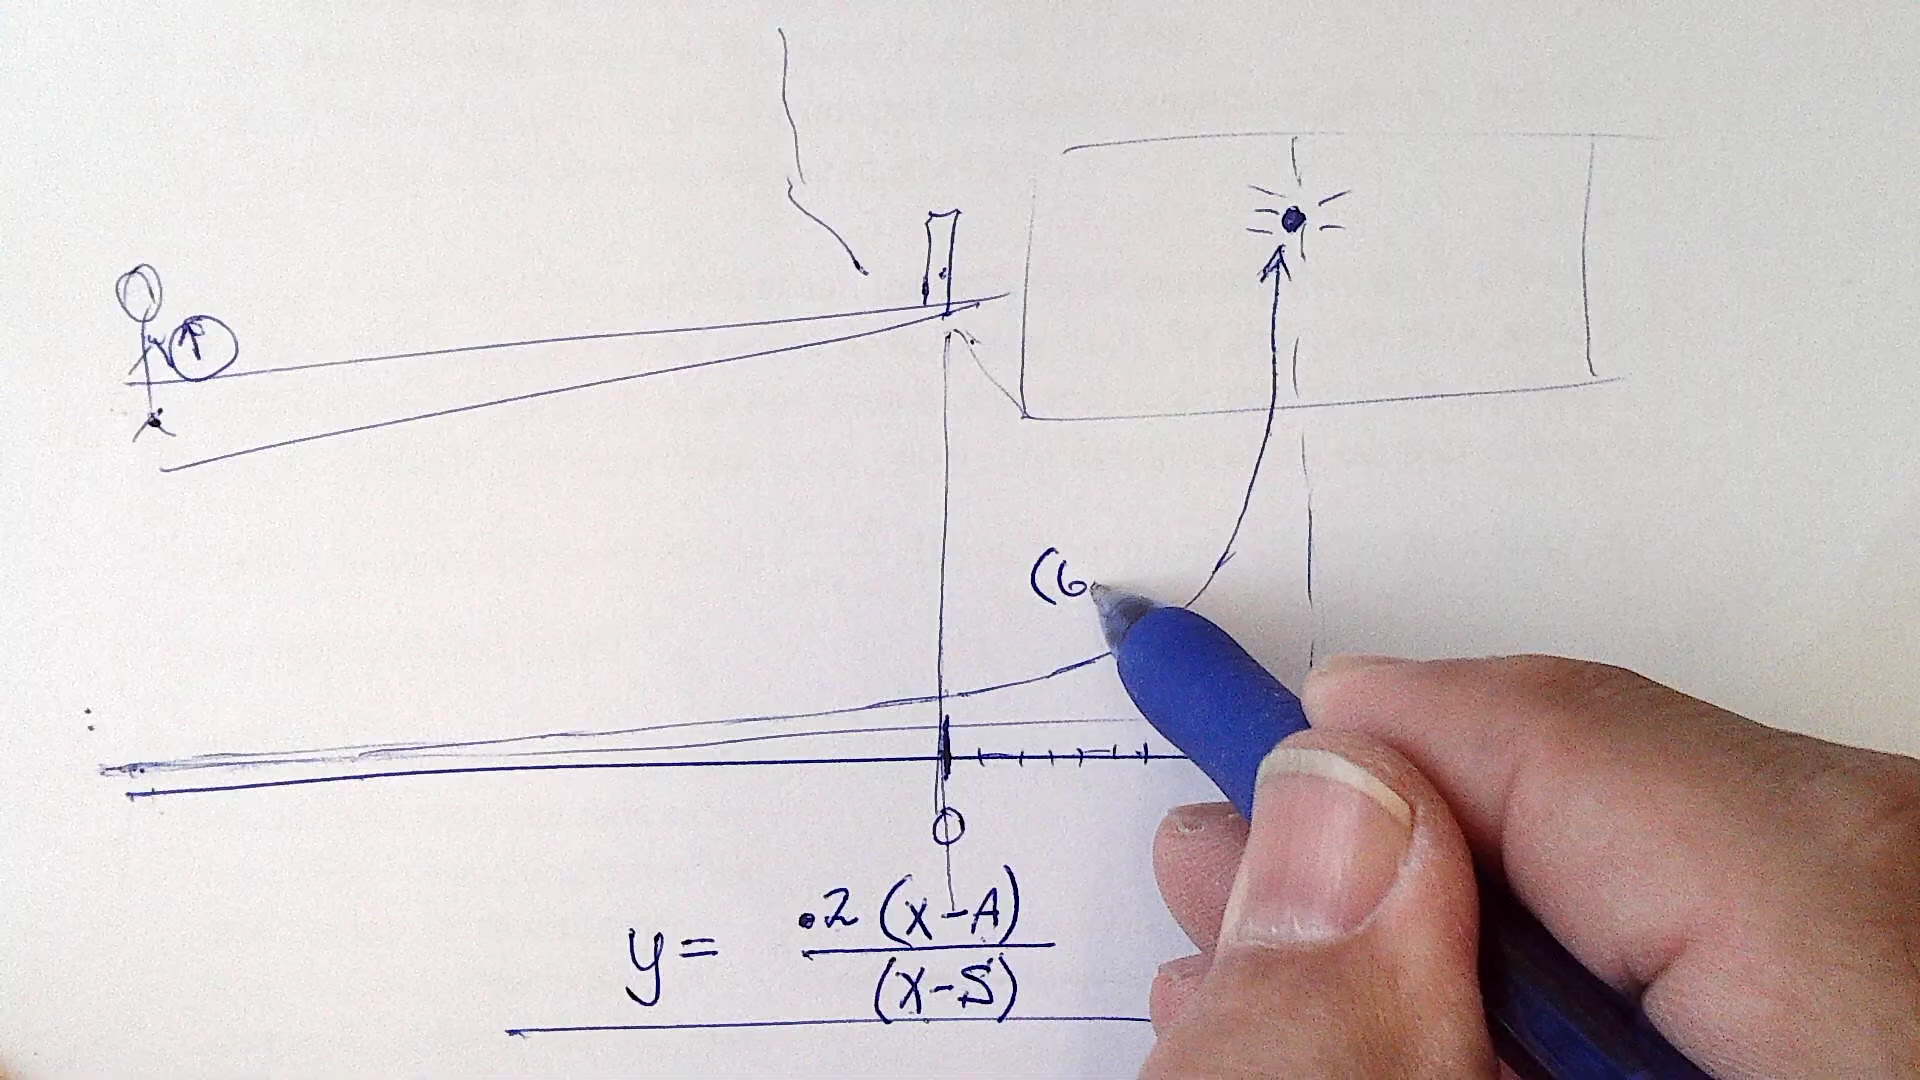 (6
O
y = .2 (x-A)
(x-S)